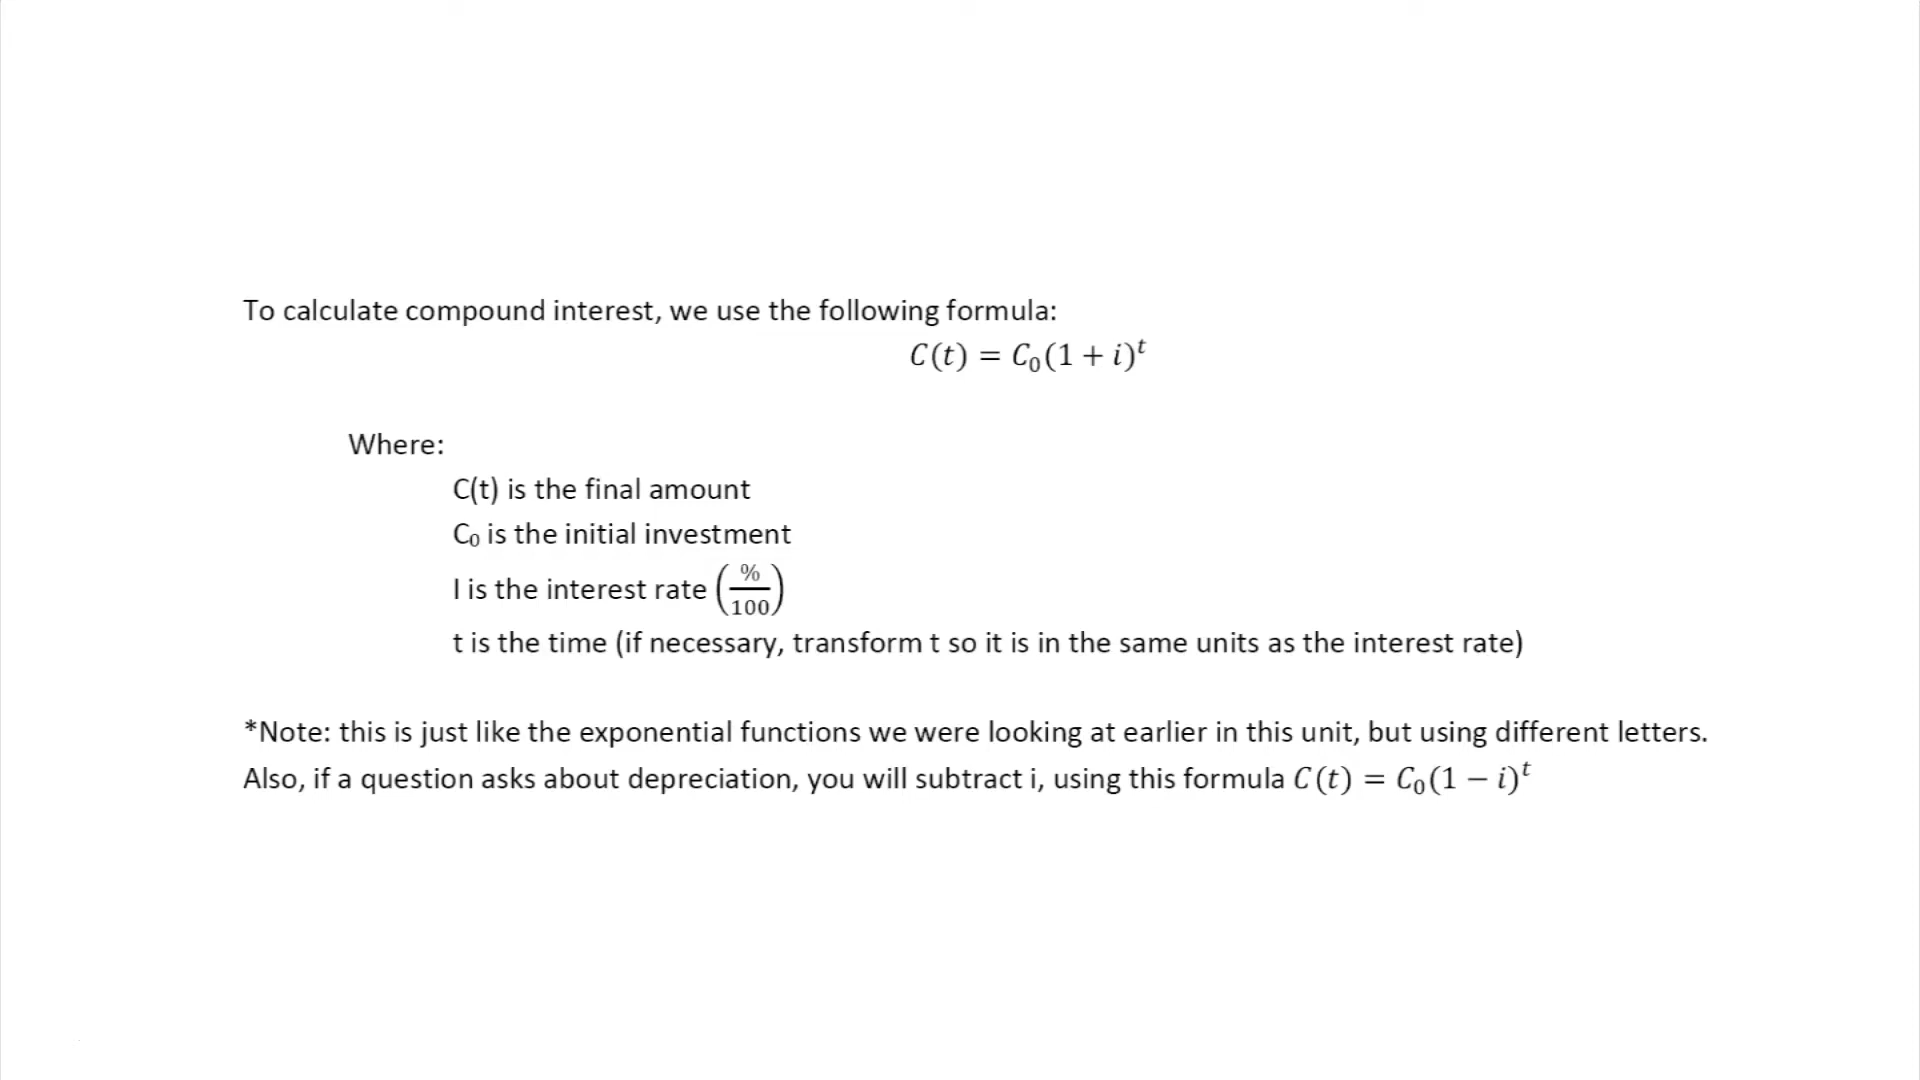 To calculate compound interest, we use the following formula:
C(t) = C₀(1 + i)ᵗ
Where:
C(t) is the final amount
C₀ is the initial investment
I is the interest rate (%/100)
t is the time (if necessary, transform t so it is in the same units as the interest rate)
*Note: this is just like the exponential functions we were looking at earlier in this unit, but using different letters.
Also, if a question asks about depreciation, you will subtract i, using this formula C(t) = C₀(1 − i)ᵗ